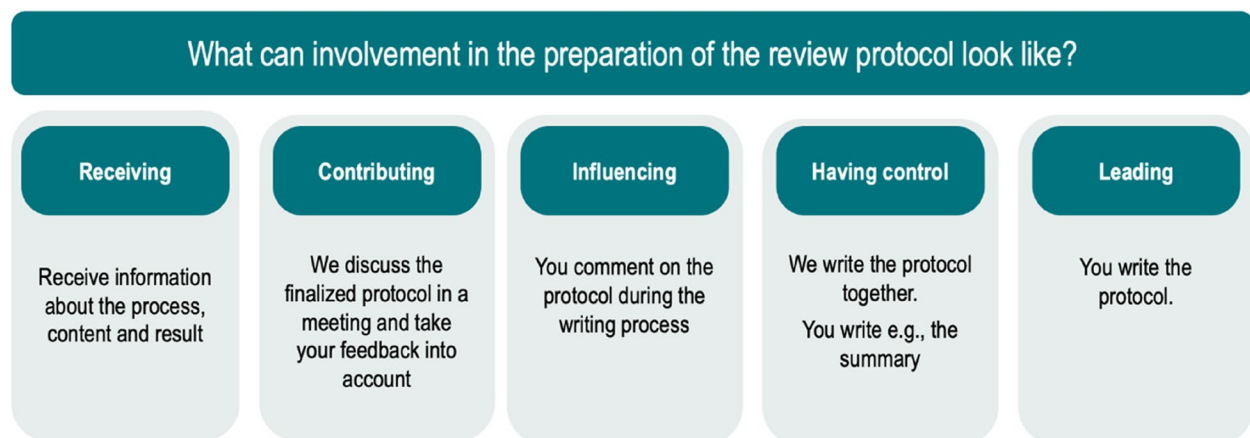 What can involvement in the preparation of the review protocol look like?
Receiving
Receive information
about the process,
content and result
Contributing
We discuss the
finalized protocol in a
meeting and take
your feedback into
account
Influencing
You comment on the
protocol during the
writing process
Having control
We write the protocol
together.
You write e.g., the
summary
Leading
You write the
protocol.